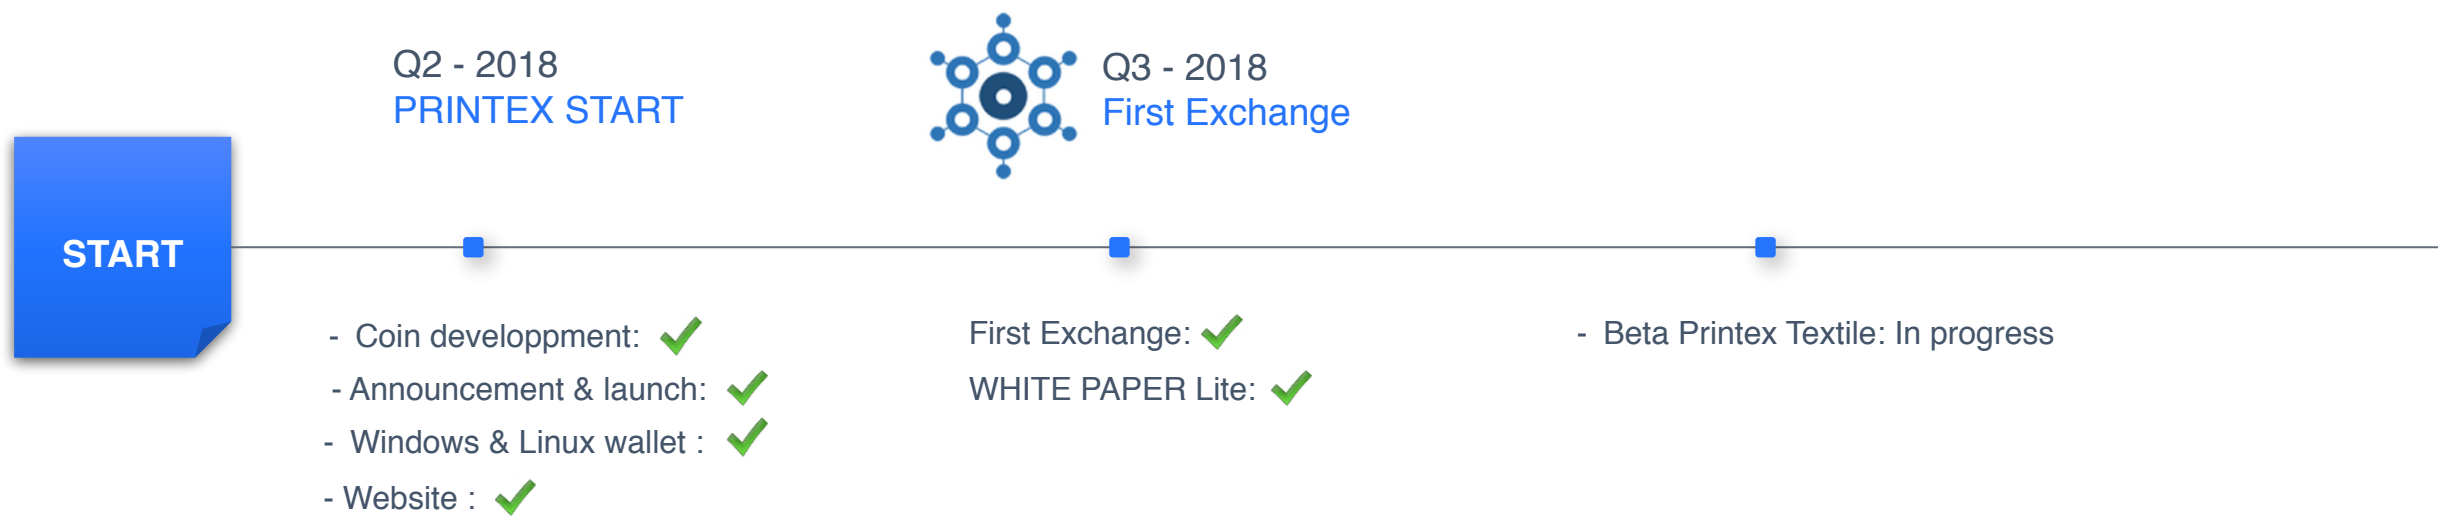 Q2 - 2018
PRINTEX START
Q3 - 2018
First Exchange
START
- Coin developpment:
- Announcement & launch:
- Windows & Linux wallet :
- Website :
First Exchange:
WHITE PAPER Lite:
- Beta Printex Textile: In progress